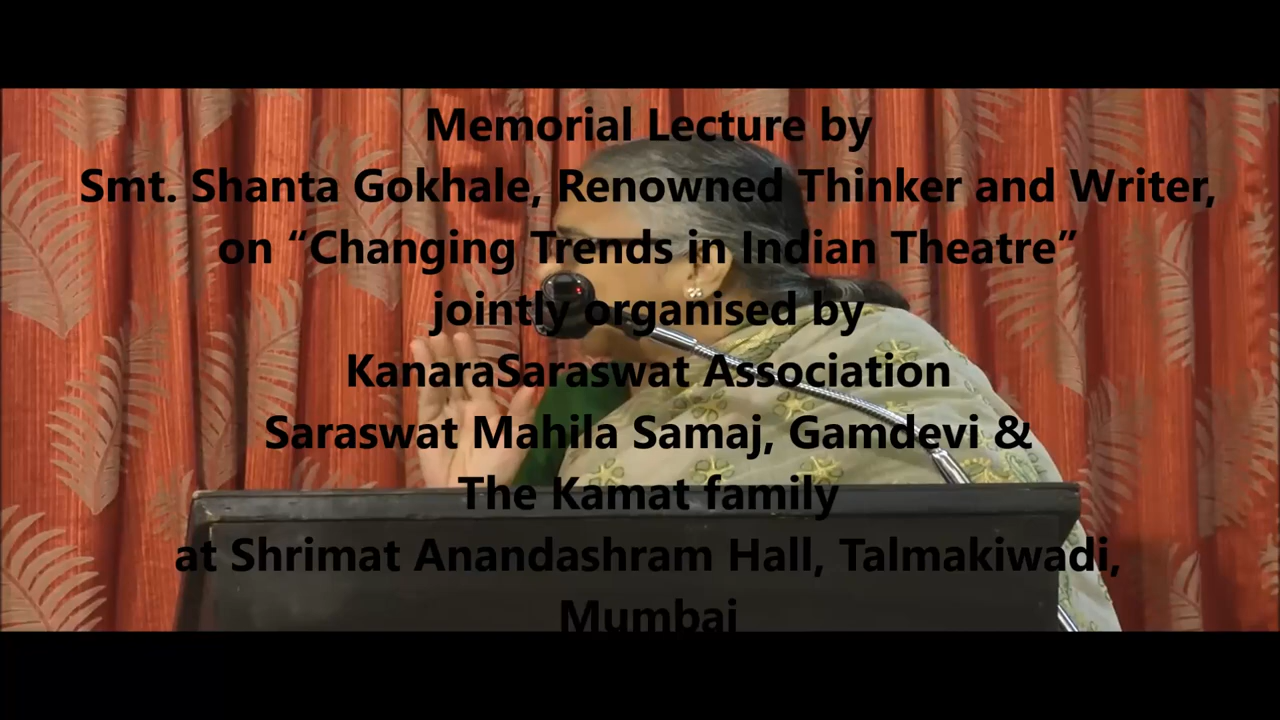 Memorial Lecture by
Smt. Shanta Gokhale, Renowned Thinker and Writer,
on “Changing Trends in Indian Theatre”
jointly organised by
KanaraSaraswat Association
Saraswat Mahila Samaj, Gamdevi &
The Kamat family
at Shrimat Anandashram Hall, Talmakiwadi,
Mumbai